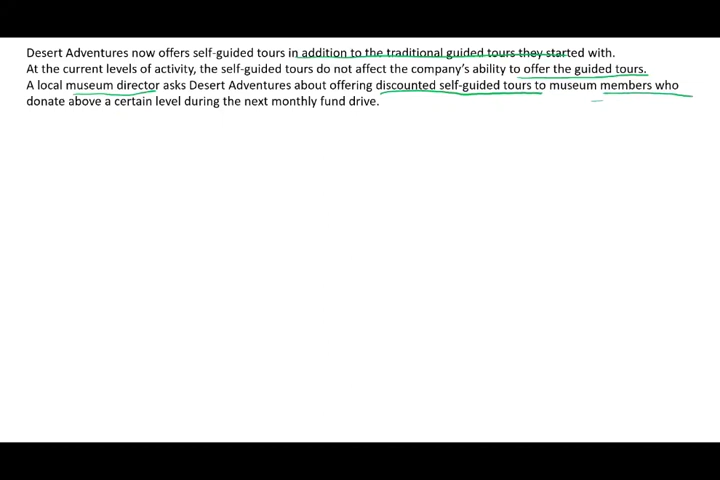 Desert Adventures now offers self-guided tours in addition to the traditional guided tours they started with.
At the current levels of activity, the self-guided tours do not affect the company's ability to offer the guided tours.
A local museum director asks Desert Adventures about offering discounted self-guided tours to museum members who
donate above a certain level during the next monthly fund drive.